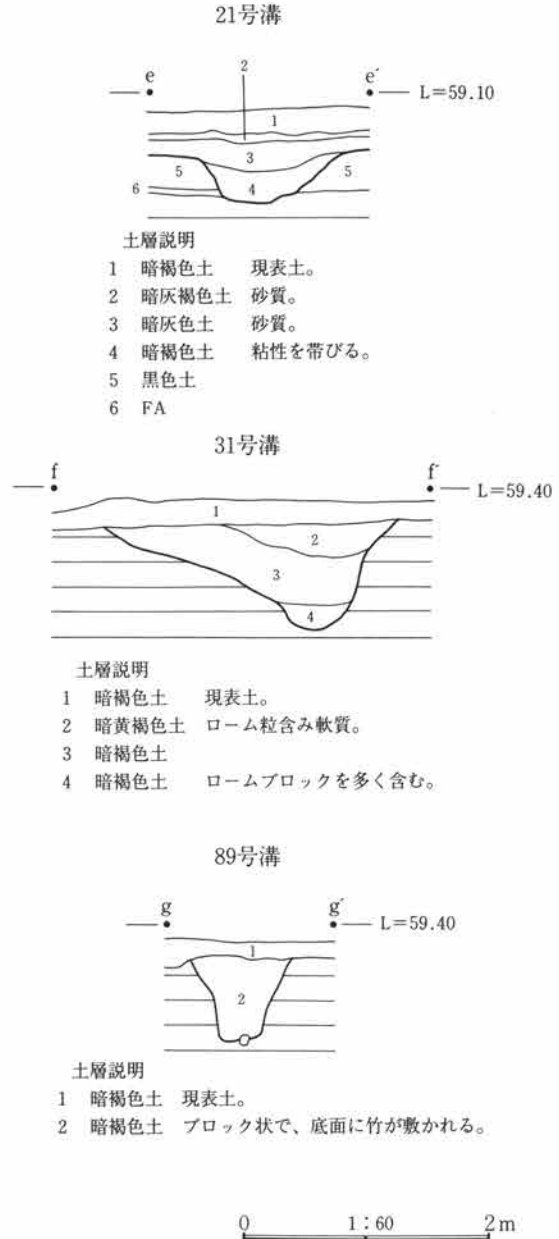 21号溝
2
e e´ L=59.10
1
3
5 5
4
6
土層説明
1 暗褐色土 現表土。
2 暗灰褐色土 砂質。
3 暗灰色土 砂質。
4 暗褐色土 粘性を帯びる。
5 黒色土
6 FA
31号溝
f f´ L=59.40
1
2
3
4
土層説明
1 暗褐色土 現表土。
2 暗黄褐色土 ローム粒含み軟質。
3 暗褐色土
4 暗褐色土 ロームブロックを多く含む。
89号溝
g g´ L=59.40
1
2
土層説明
1 暗褐色土 現表土。
2 暗褐色土 ブロック状で、底面に竹が敷かれる。
0 1:60 2m